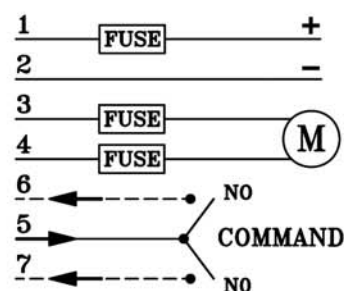 1 FUSE +
2 −
3 FUSE
4 FUSE M
6 NO
5 COMMAND
7 NO